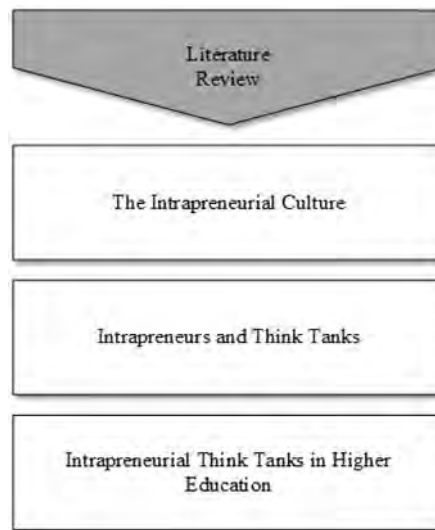 Literature
Review
The Intrapreneurial Culture
Intrapreneurs and Think Tanks
Intrapreneurial Think Tanks in Higher
Education